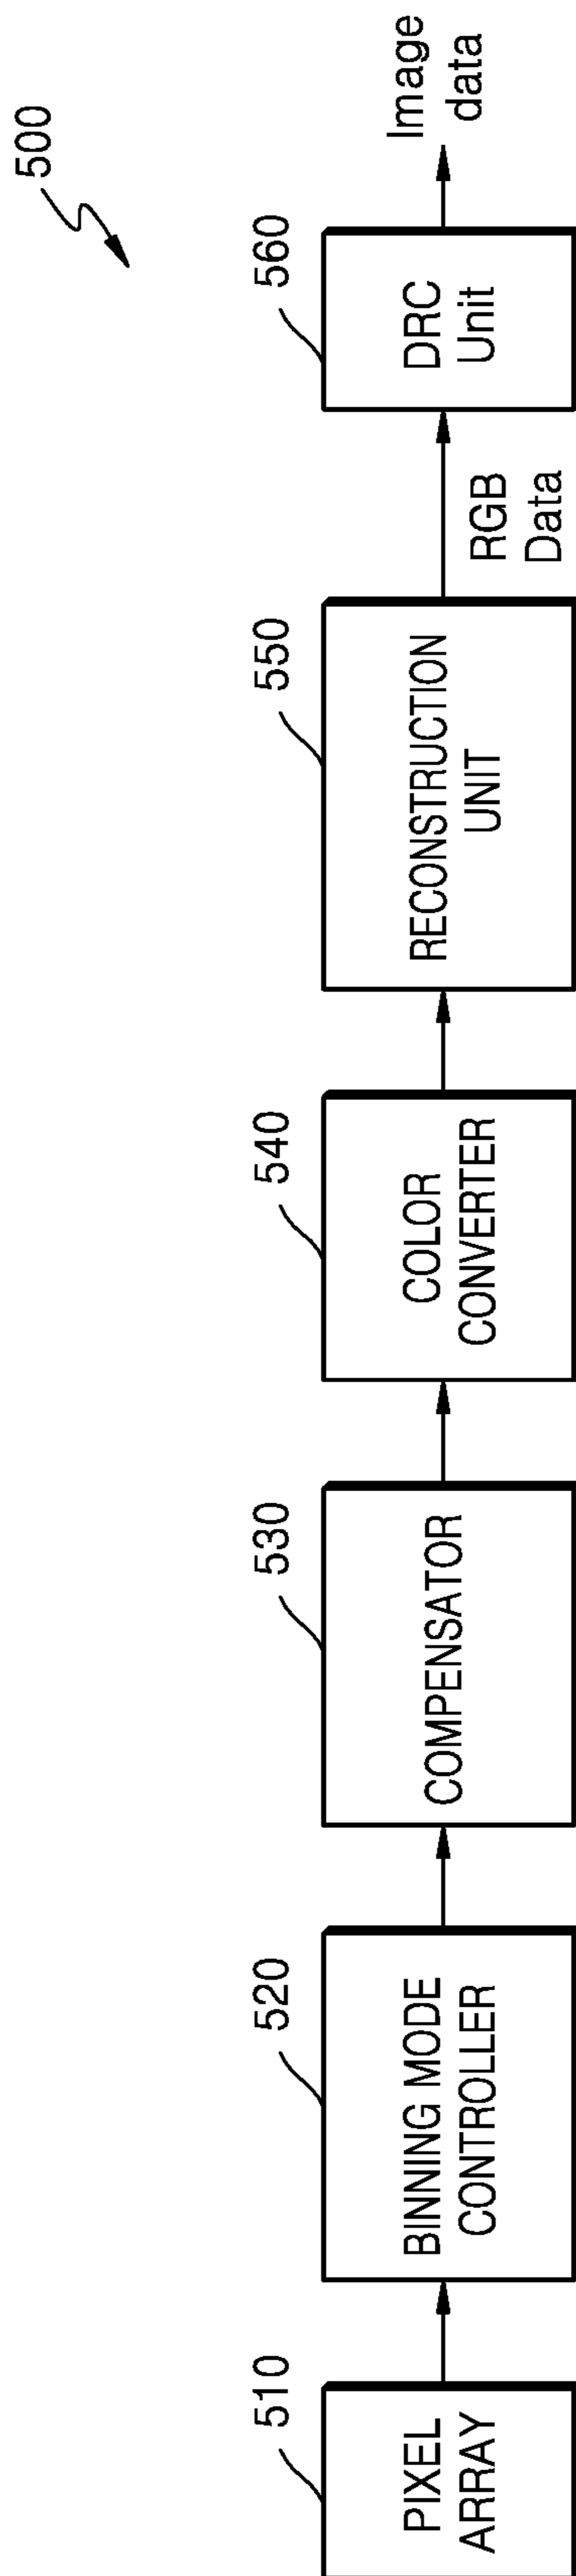 500
510
PIXEL
ARRAY
520
BINNING MODE
CONTROLLER
530
COMPENSATOR
540
COLOR
CONVERTER
550
RECONSTRUCTION
UNIT
RGB
Data
560
DRC
Unit
Image
data